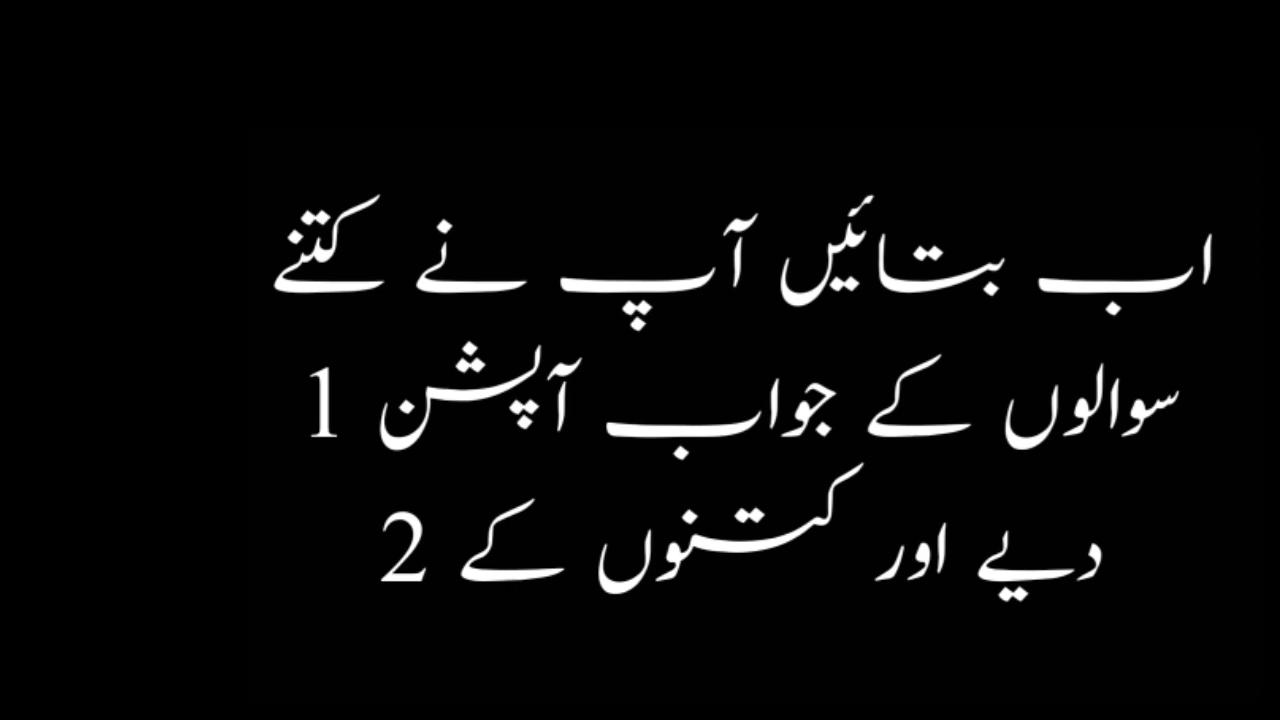 اب بتائیں آپ نے کتنے
سوالوں کے جواب آپشن 1
دیے اور کتنوں کے 2